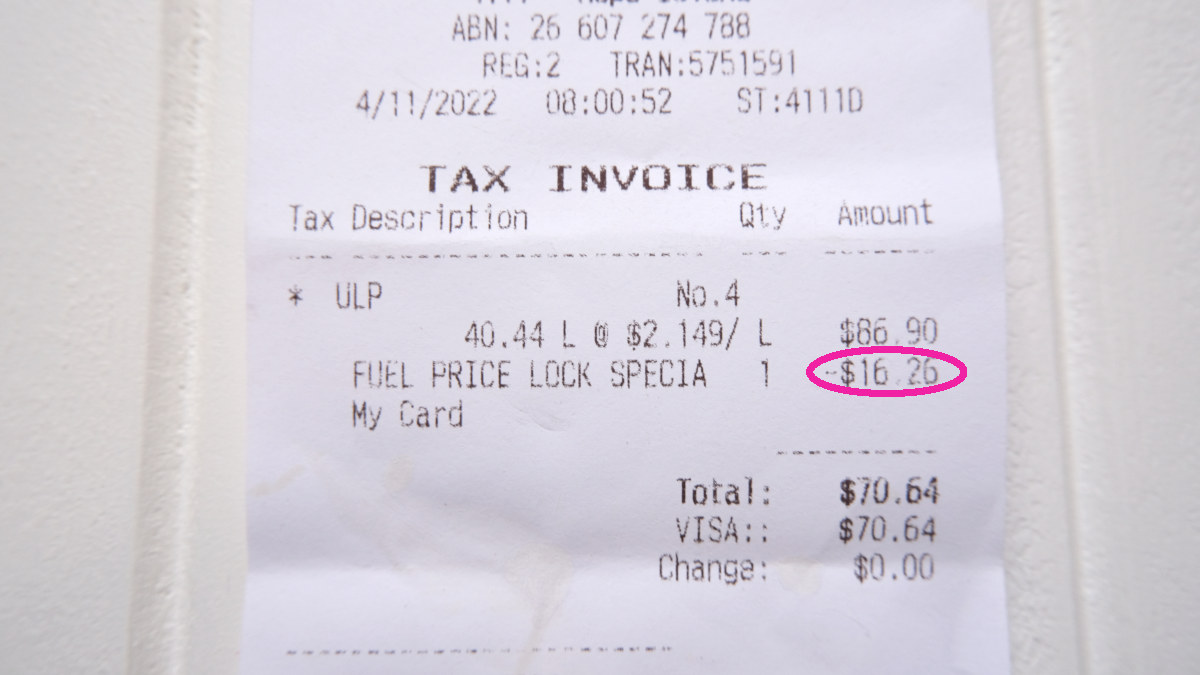 ABN: 26 607 274 788
REG:2 TRAN:5751591
4/11/2022 08:00:52 ST:4111D
TAX INVOICE
Tax Description Qty Amount
* ULP No.4
40.44 L @ $2.149/ L $86.90
FUEL PRICE LOCK SPECIA 1 -$16.26
My Card
Total: $70.64
VISA:: $70.64
Change: $0.00